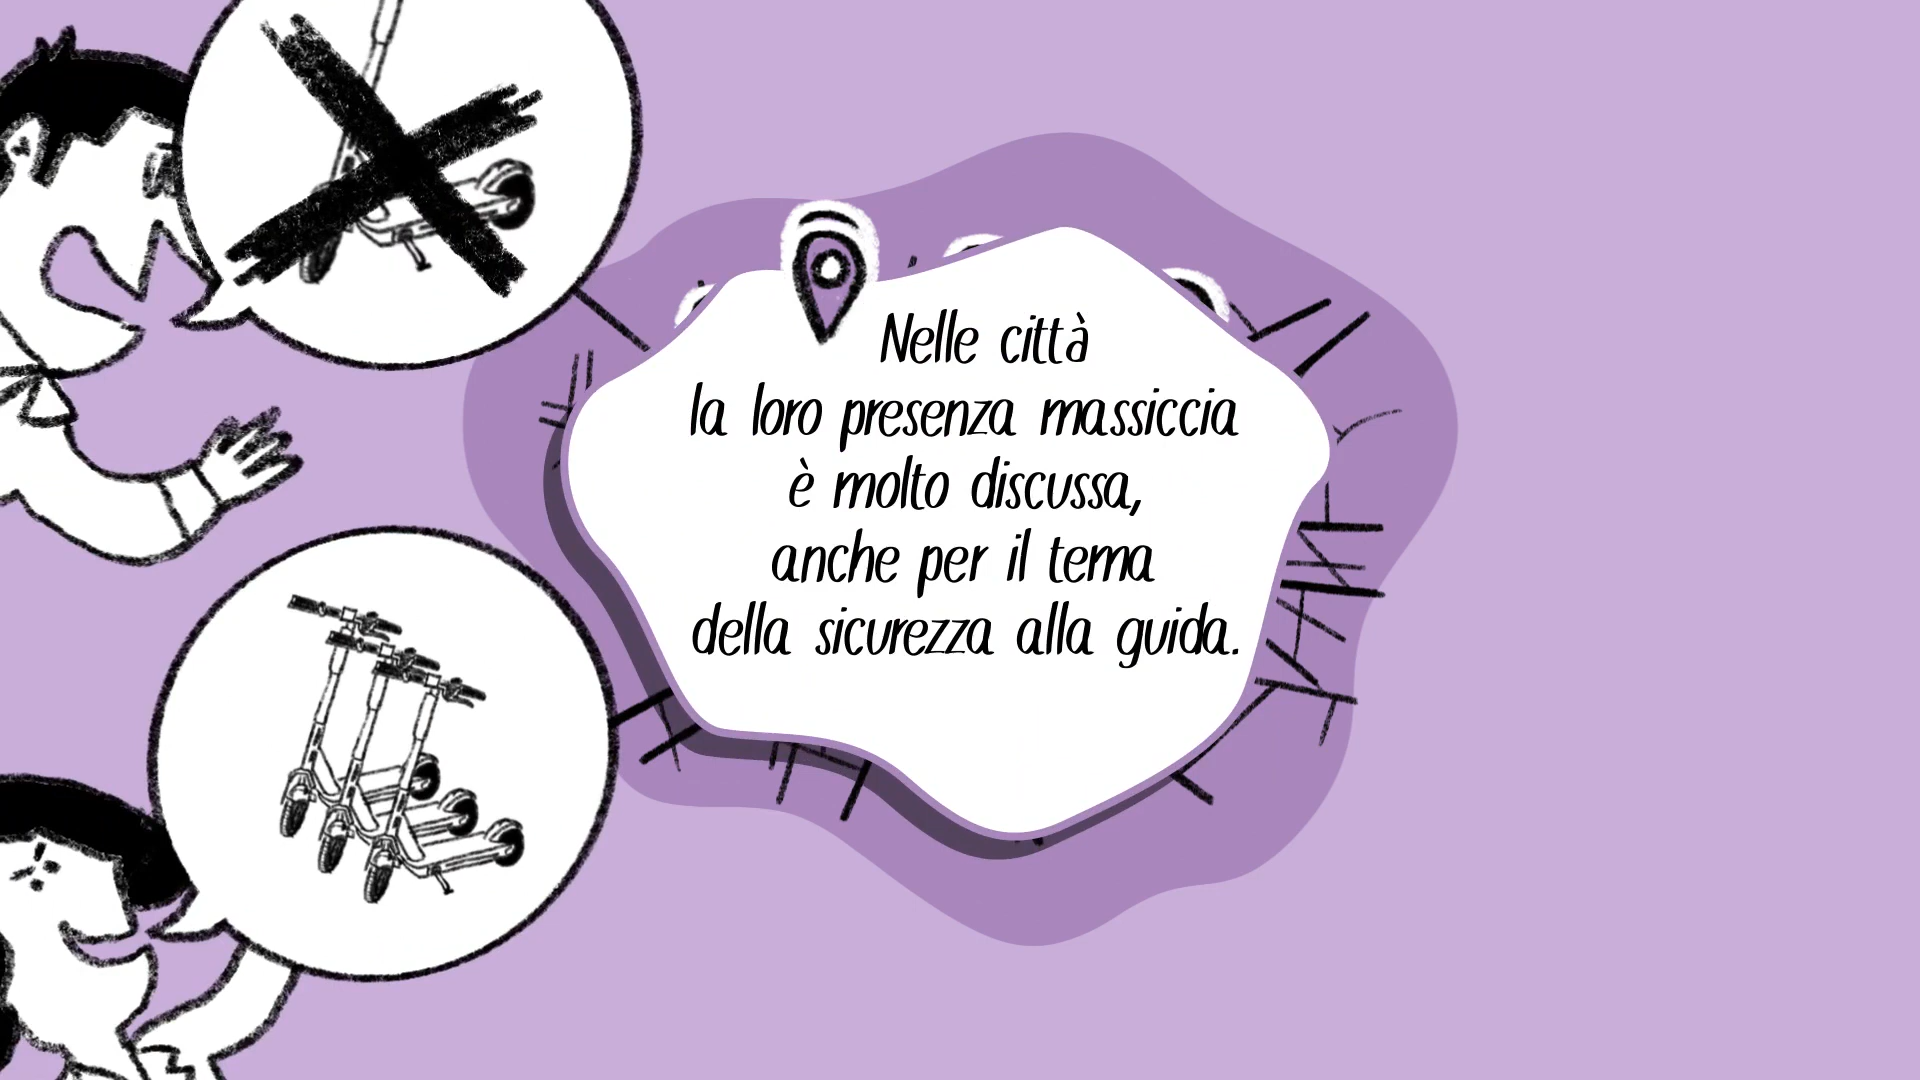 Nelle città
la loro presenza massiccia
è molto discussa,
anche per il tema
della sicurezza alla guida.